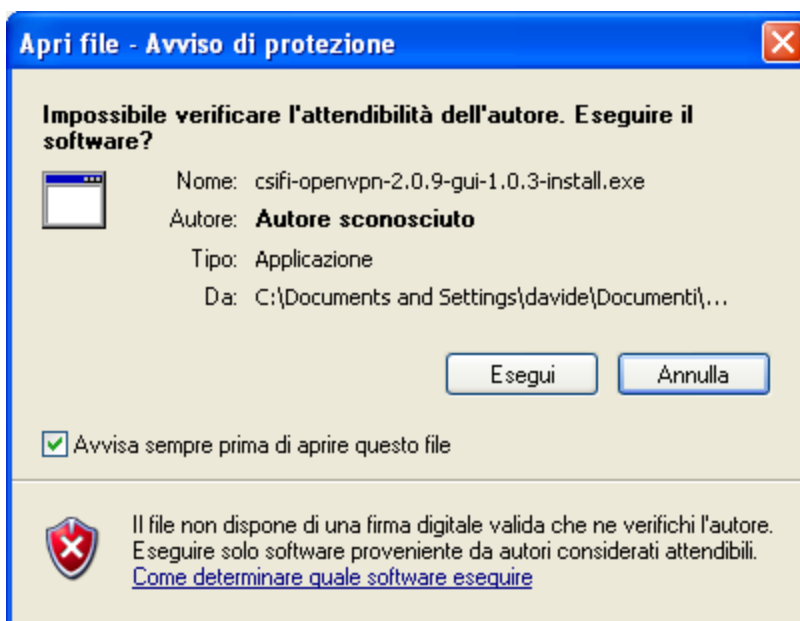 Apri file - Avviso di protezione
Impossibile verificare l'attendibilità dell'autore. Eseguire il
software?
Nome: csifi-openvpn-2.0.9-gui-1.0.3-install.exe
Autore: Autore sconosciuto
Tipo: Applicazione
Da: C:\Documents and Settings\davide\Documenti\...
Esegui Annulla
Avvisa sempre prima di aprire questo file
Il file non dispone di una firma digitale valida che ne verifichi l'autore.
Eseguire solo software proveniente da autori considerati attendibili.
Come determinare quale software eseguire